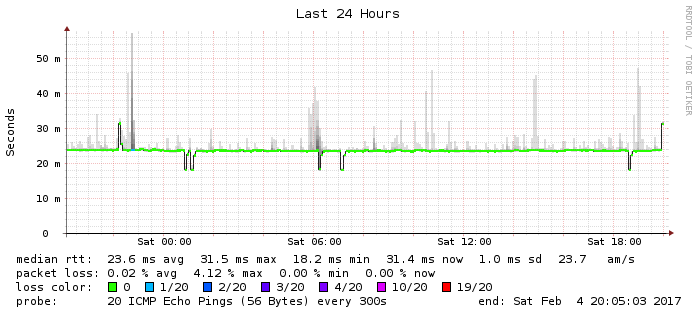 Last 24 Hours
RRDTOOL / TOBI OETIKER
Seconds
50 m
40 m
30 m
20 m
10 m
0
Sat 00:00 Sat 06:00 Sat 12:00 Sat 18:00
median rtt: 23.6 ms avg 31.5 ms max 18.2 ms min 31.4 ms now 1.0 ms sd 23.7 am/s
packet loss: 0.02 % avg 4.12 % max 0.00 % min 0.00 % now
loss color: 0 1/20 2/20 3/20 4/20 10/20 19/20
probe: 20 ICMP Echo Pings (56 Bytes) every 300s end: Sat Feb 4 20:05:03 2017